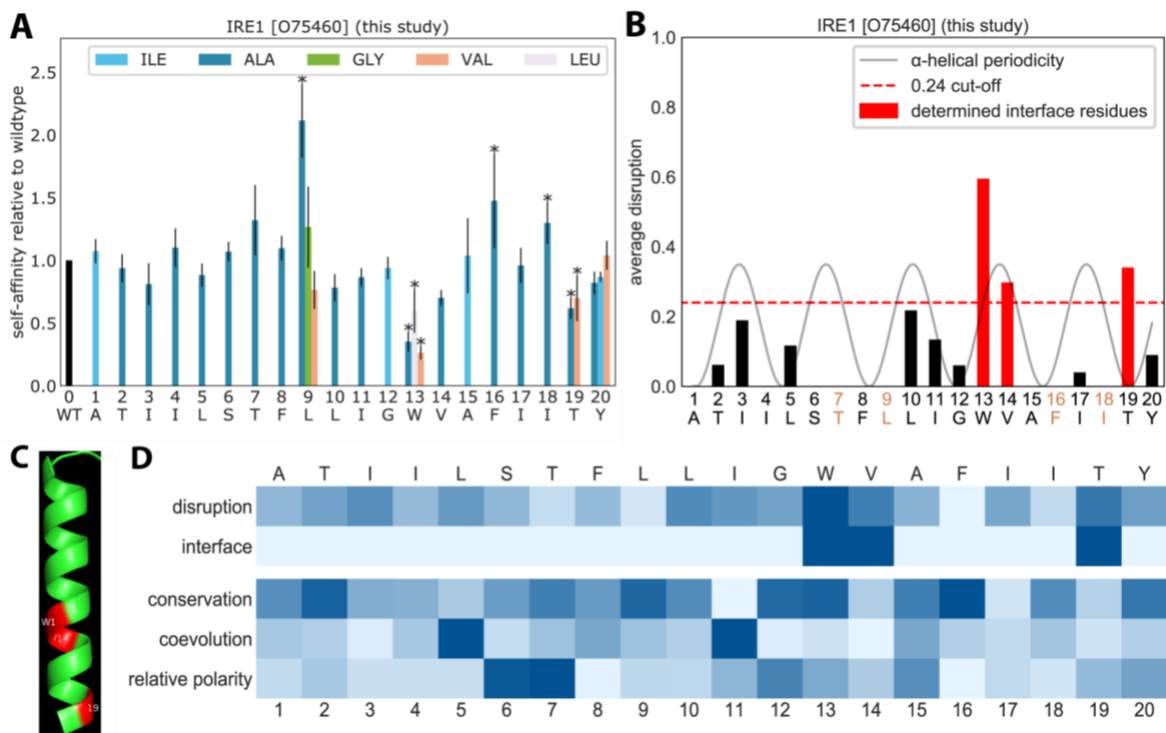 A
IRE1 [O75460] (this study)
ILE ALA GLY VAL LEU
self-affinity relative to wildtype
2.5
2.0
1.5
1.0
0.5
0.0
* * * * * * * *
0 1 2 3 4 5 6 7 8 9 10 11 12 13 14 15 16 17 18 19 20
WT A T I I L S T F L L I G W V A F I I T Y
B
IRE1 [O75460] (this study)
α-helical periodicity
0.24 cut-off
determined interface residues
average disruption
1.0
0.8
0.6
0.4
0.2
0.0
1 2 3 4 5 6 7 8 9 10 11 12 13 14 15 16 17 18 19 20
A T I I L S T F L L I G W V A F I I T Y
C
W1
14
19
D
A T I I L S T F L L I G W V A F I I T Y
disruption
interface
conservation
coevolution
relative polarity
1 2 3 4 5 6 7 8 9 10 11 12 13 14 15 16 17 18 19 20